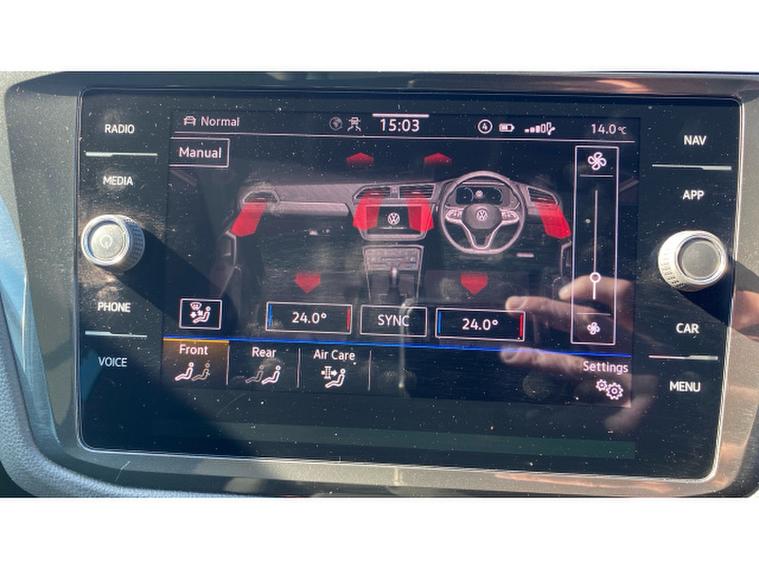 Normal 15:03 4 14.0°C
RADIO
MEDIA
PHONE
VOICE
Manual
24.0° SYNC 24.0°
Front Rear Air Care
Settings
NAV
APP
CAR
MENU